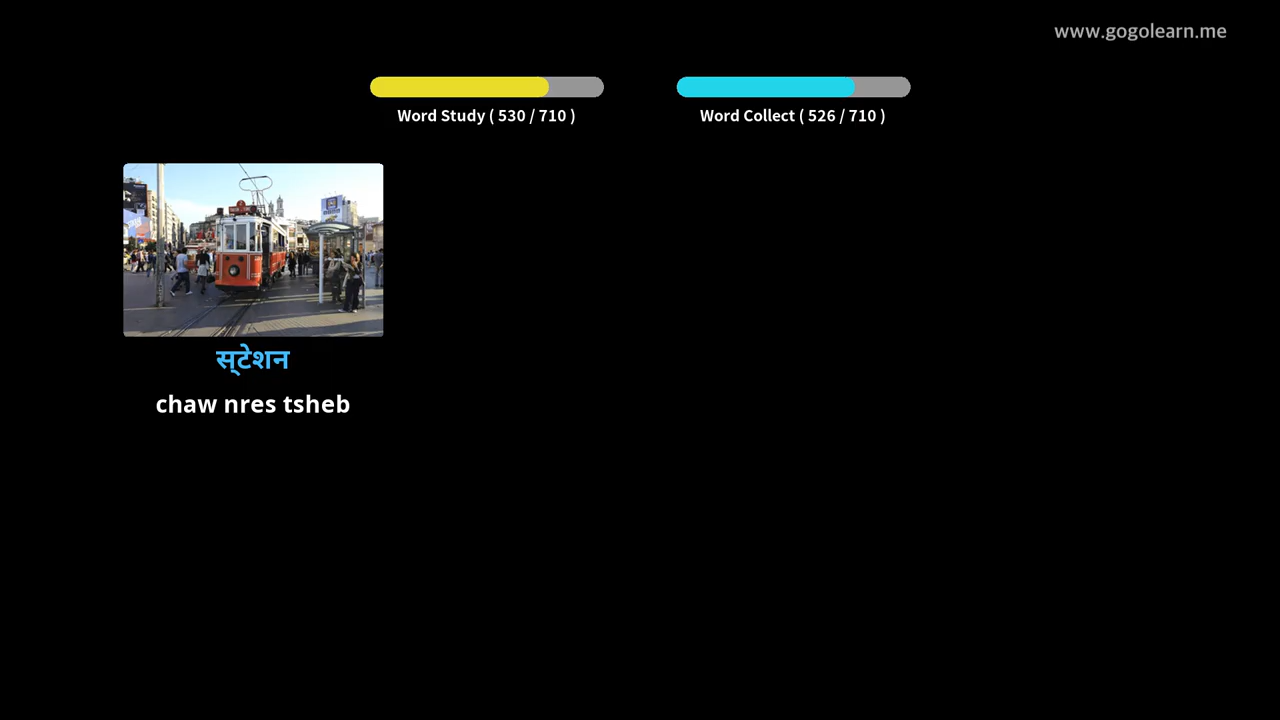 www.gogolearn.me
Word Study ( 530 / 710 )
Word Collect ( 526 / 710 )
स्टेशन
chaw nres tsheb